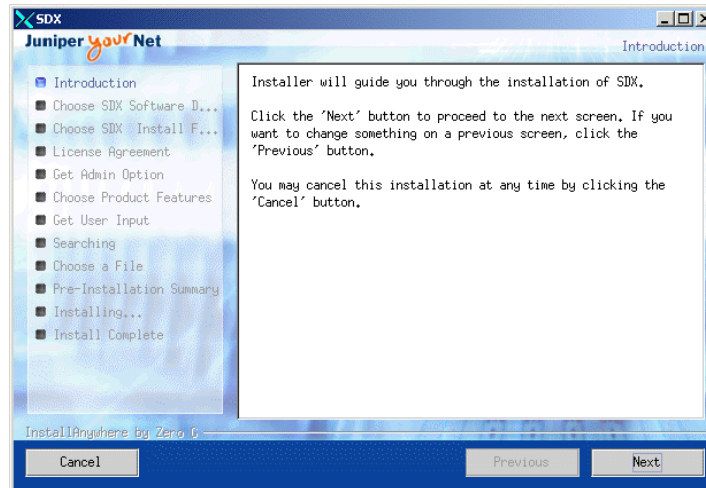 SDX
Juniper your Net
Introduction
Introduction
Choose SDX Software D...
Choose SDX Install F...
License Agreement
Get Admin Option
Choose Product Features
Get User Input
Searching
Choose a File
Pre-Installation Summary
Installing...
Install Complete
Installer will guide you through the installation of SDX.
Click the 'Next' button to proceed to the next screen. If you
want to change something on a previous screen, click the
'Previous' button.
You may cancel this installation at any time by clicking the
'Cancel' button.
InstallAnywhere by Zero G
Cancel
Previous
Next